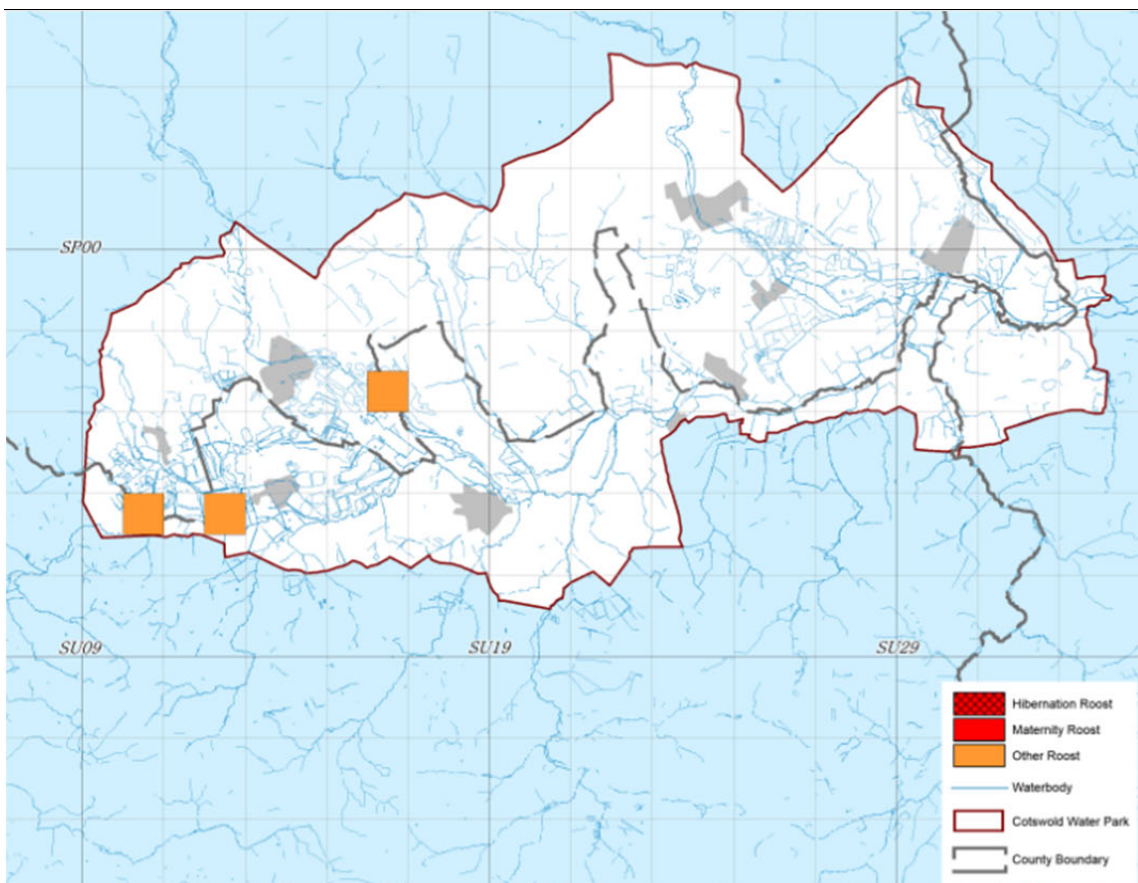 SP00
SU09
SU19
SU29
Hibernation Roost
Maternity Roost
Other Roost
Waterbody
Cotswold Water Park
County Boundary